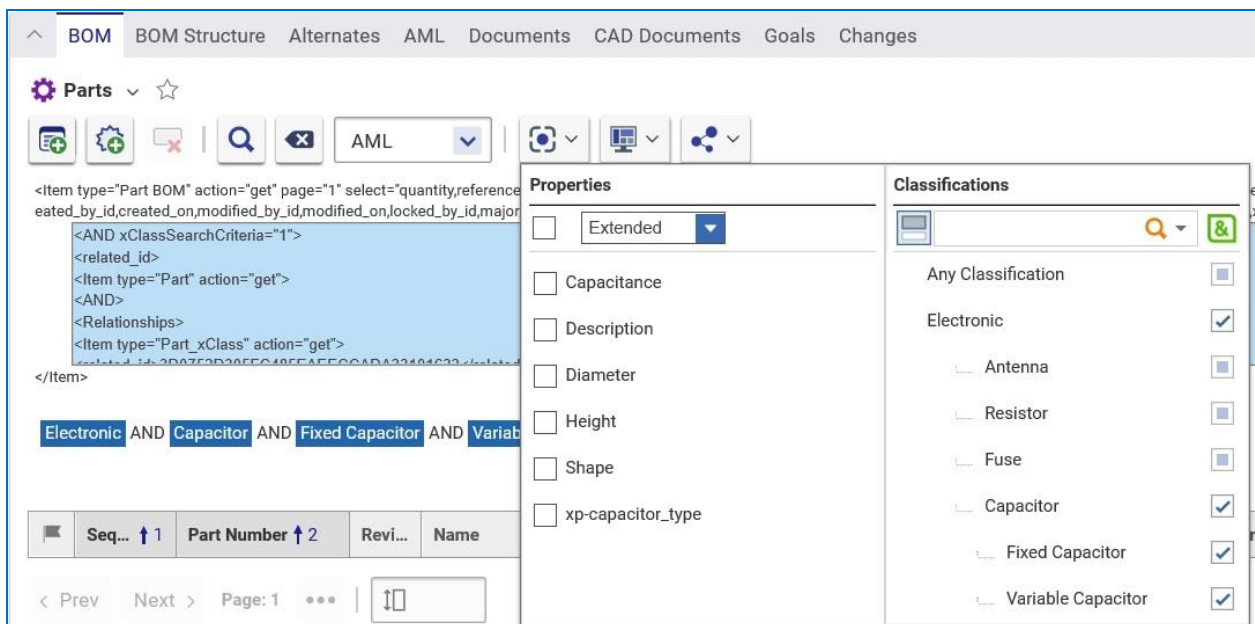 BOM BOM Structure Alternates AML Documents CAD Documents Goals Changes
Parts
AML
<Item type="Part BOM" action="get" page="1" select="quantity,reference
eated_by_id,created_on,modified_by_id,modified_on,locked_by_id,major
<AND xClassSearchCriteria="1">
<related_id>
<Item type="Part" action="get">
<AND>
<Relationships>
<Item type="Part_xClass" action="get">
</Item>
Electronic AND Capacitor AND Fixed Capacitor AND Variab
Seq... 1 Part Number 2 Revi... Name
< Prev Next > Page: 1 •••
Properties
Extended
Capacitance
Description
Diameter
Height
Shape
xp-capacitor_type
Classifications
&
Any Classification
Electronic
Antenna
Resistor
Fuse
Capacitor
Fixed Capacitor
Variable Capacitor